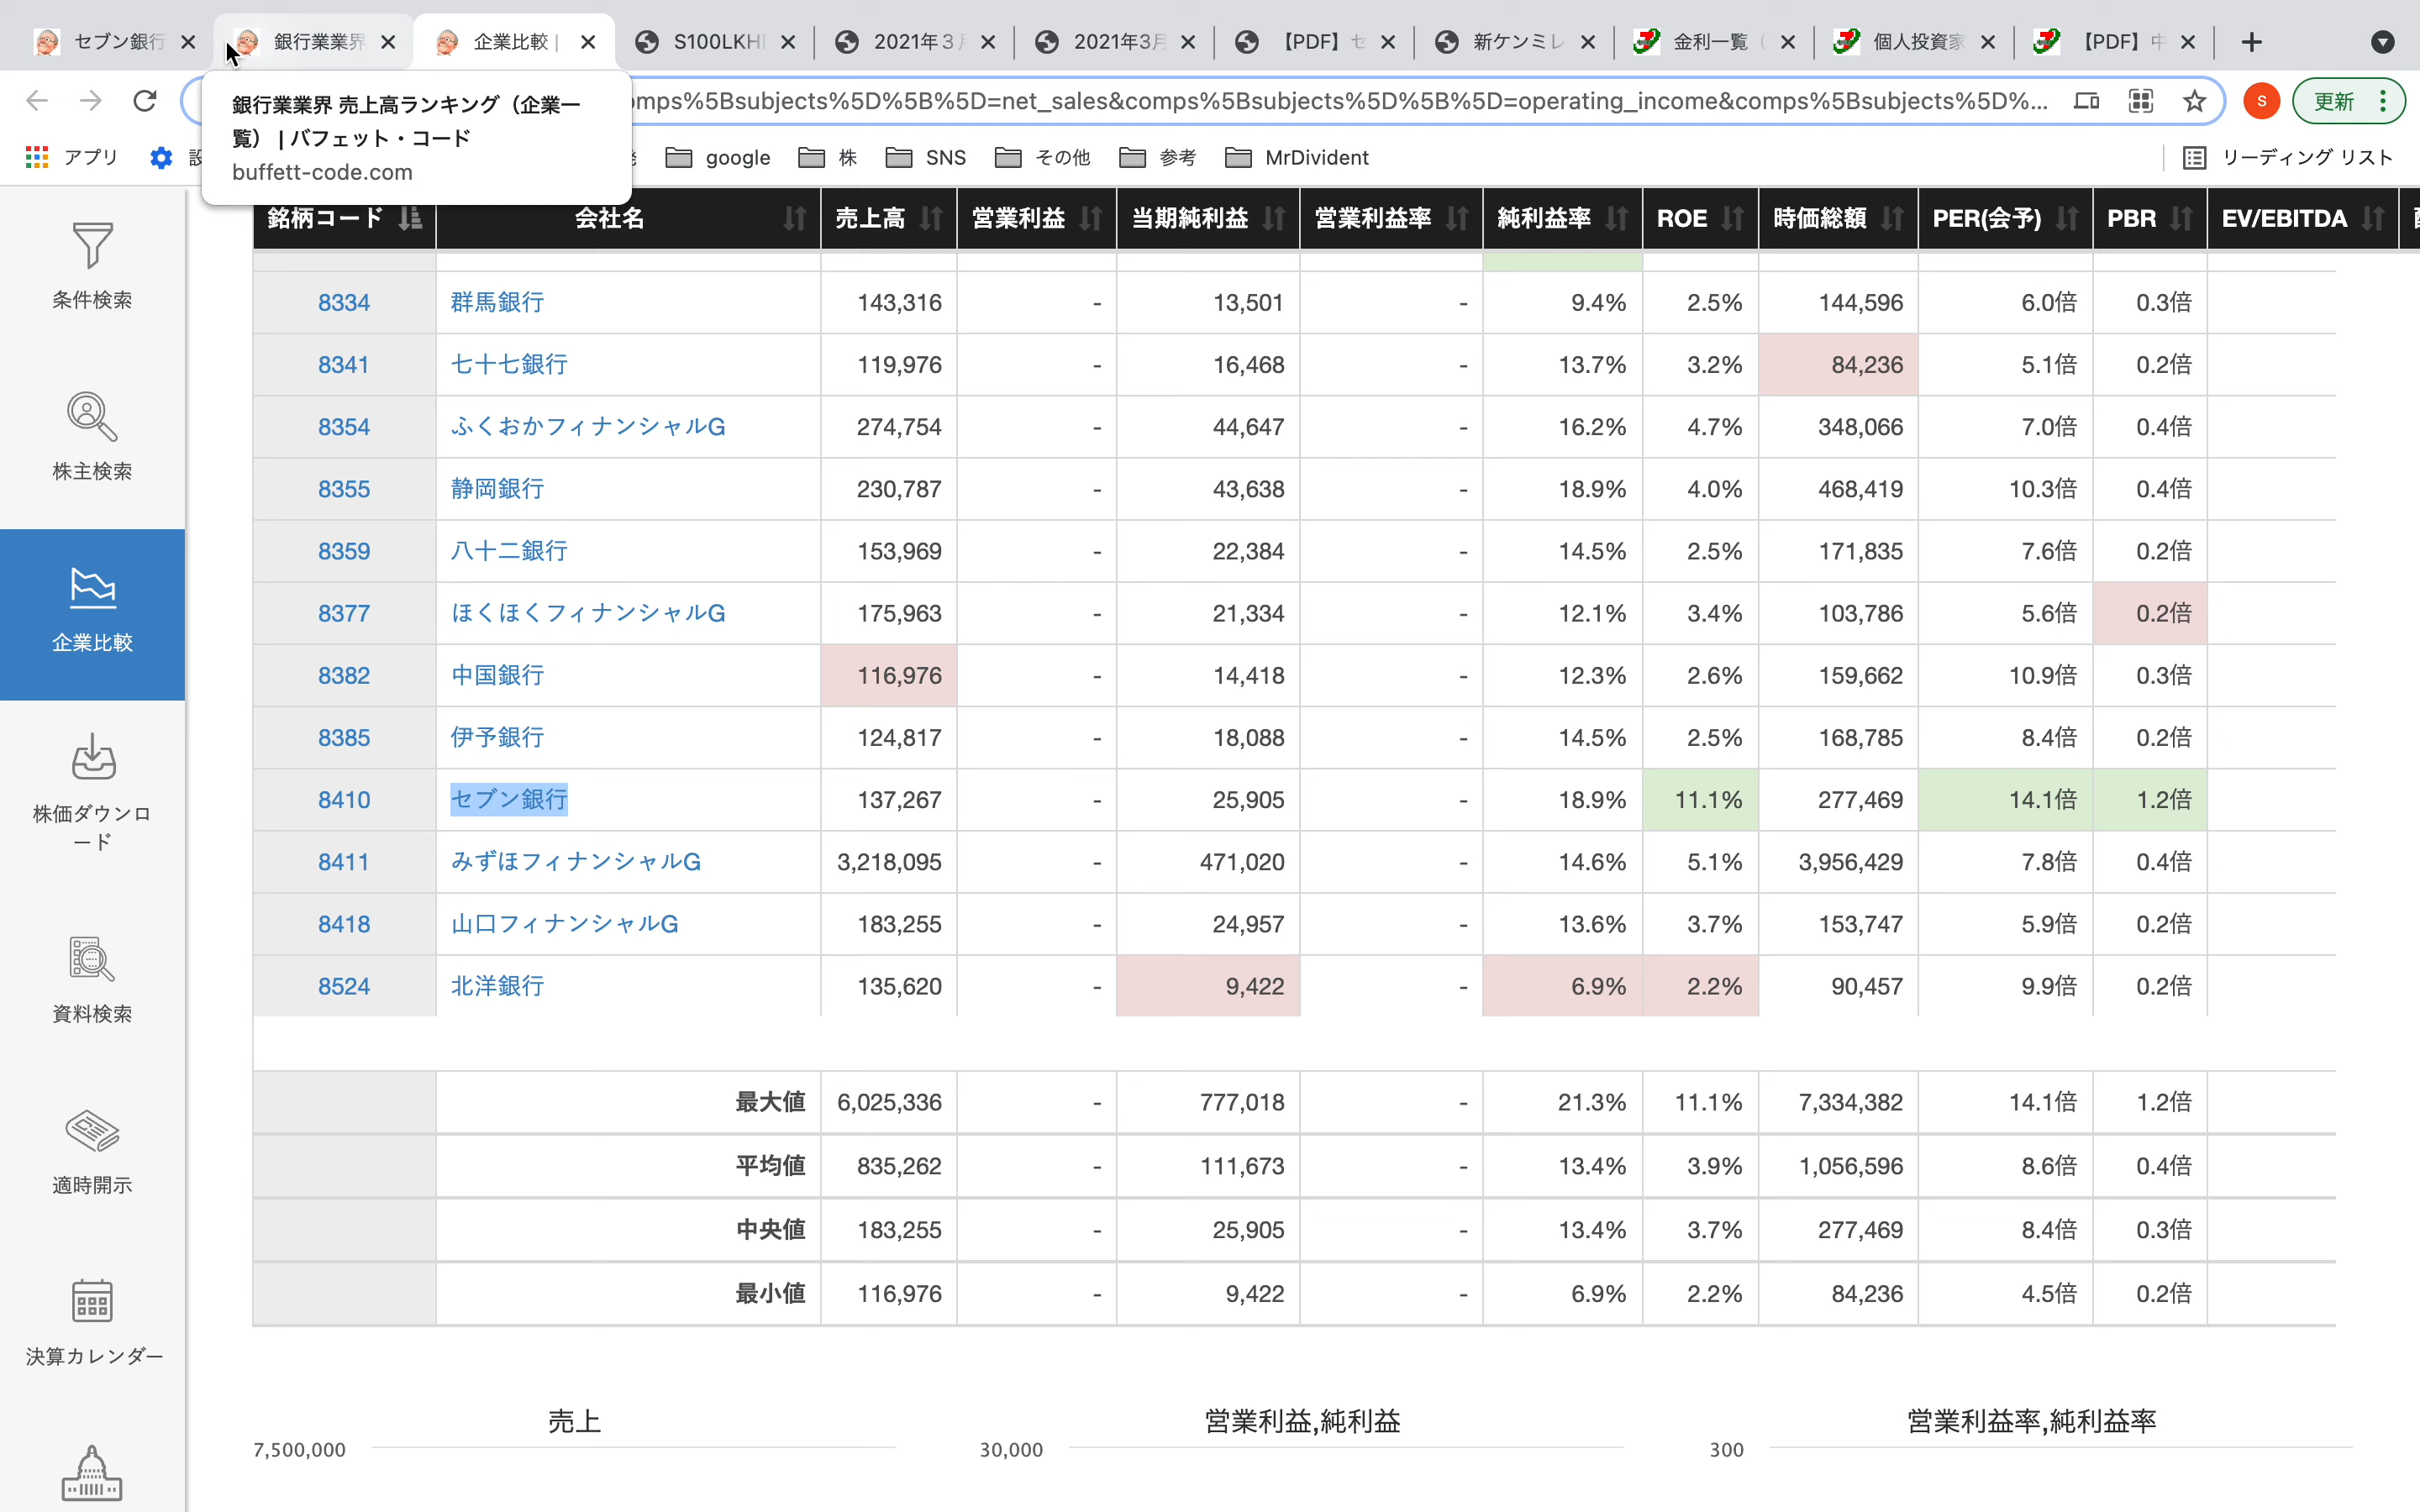 セブン銀行
銀行業業界
企業比較 |
S100LKH
2021年3
2021年3月
【PDF】セ
新ケンミレ
金利一覧（
個人投資家
【PDF】中
銀行業業界 売上高ランキング（企業一
覧） | バフェット・コード
buffett-code.com
omps%5Bsubjects%5D%5B%5D=net_sales&comps%5Bsubjects%5D%5B%5D=operating_income&comps%5Bsubjects%5D%...
s
更新
アプリ
google
株
SNS
その他
参考
MrDivident
リーディング リスト
条件検索
株主検索
企業比較
株価ダウンロ
ード
資料検索
適時開示
決算カレンダー
銘柄コード 会社名 売上高 営業利益 当期純利益 営業利益率 純利益率 ROE 時価総額 PER(会予) PBR EV/EBITDA
8334 群馬銀行 143,316 - 13,501 - 9.4% 2.5% 144,596 6.0倍 0.3倍
8341 七十七銀行 119,976 - 16,468 - 13.7% 3.2% 84,236 5.1倍 0.2倍
8354 ふくおかフィナンシャルG 274,754 - 44,647 - 16.2% 4.7% 348,066 7.0倍 0.4倍
8355 静岡銀行 230,787 - 43,638 - 18.9% 4.0% 468,419 10.3倍 0.4倍
8359 八十二銀行 153,969 - 22,384 - 14.5% 2.5% 171,835 7.6倍 0.2倍
8377 ほくほくフィナンシャルG 175,963 - 21,334 - 12.1% 3.4% 103,786 5.6倍 0.2倍
8382 中国銀行 116,976 - 14,418 - 12.3% 2.6% 159,662 10.9倍 0.3倍
8385 伊予銀行 124,817 - 18,088 - 14.5% 2.5% 168,785 8.4倍 0.2倍
8410 セブン銀行 137,267 - 25,905 - 18.9% 11.1% 277,469 14.1倍 1.2倍
8411 みずほフィナンシャルG 3,218,095 - 471,020 - 14.6% 5.1% 3,956,429 7.8倍 0.4倍
8418 山口フィナンシャルG 183,255 - 24,957 - 13.6% 3.7% 153,747 5.9倍 0.2倍
8524 北洋銀行 135,620 - 9,422 - 6.9% 2.2% 90,457 9.9倍 0.2倍
最大値 6,025,336 - 777,018 - 21.3% 11.1% 7,334,382 14.1倍 1.2倍
平均値 835,262 - 111,673 - 13.4% 3.9% 1,056,596 8.6倍 0.4倍
中央値 183,255 - 25,905 - 13.4% 3.7% 277,469 8.4倍 0.3倍
最小値 116,976 - 9,422 - 6.9% 2.2% 84,236 4.5倍 0.2倍
売上
営業利益,純利益
営業利益率,純利益率
7,500,000
30,000
300